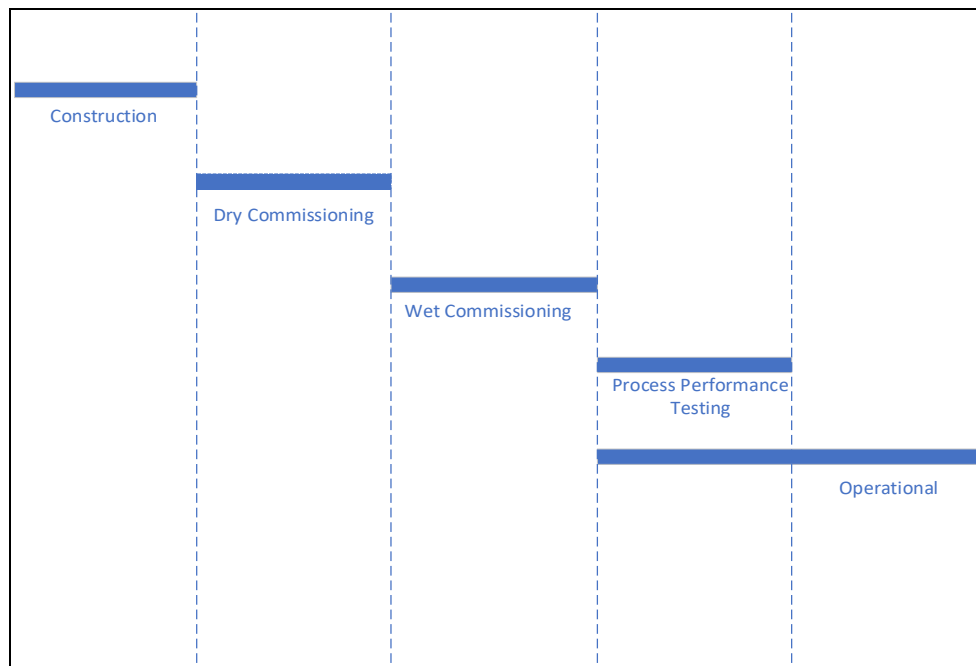 Construction
Dry Commissioning
Wet Commissioning
Process Performance
Testing
Operational